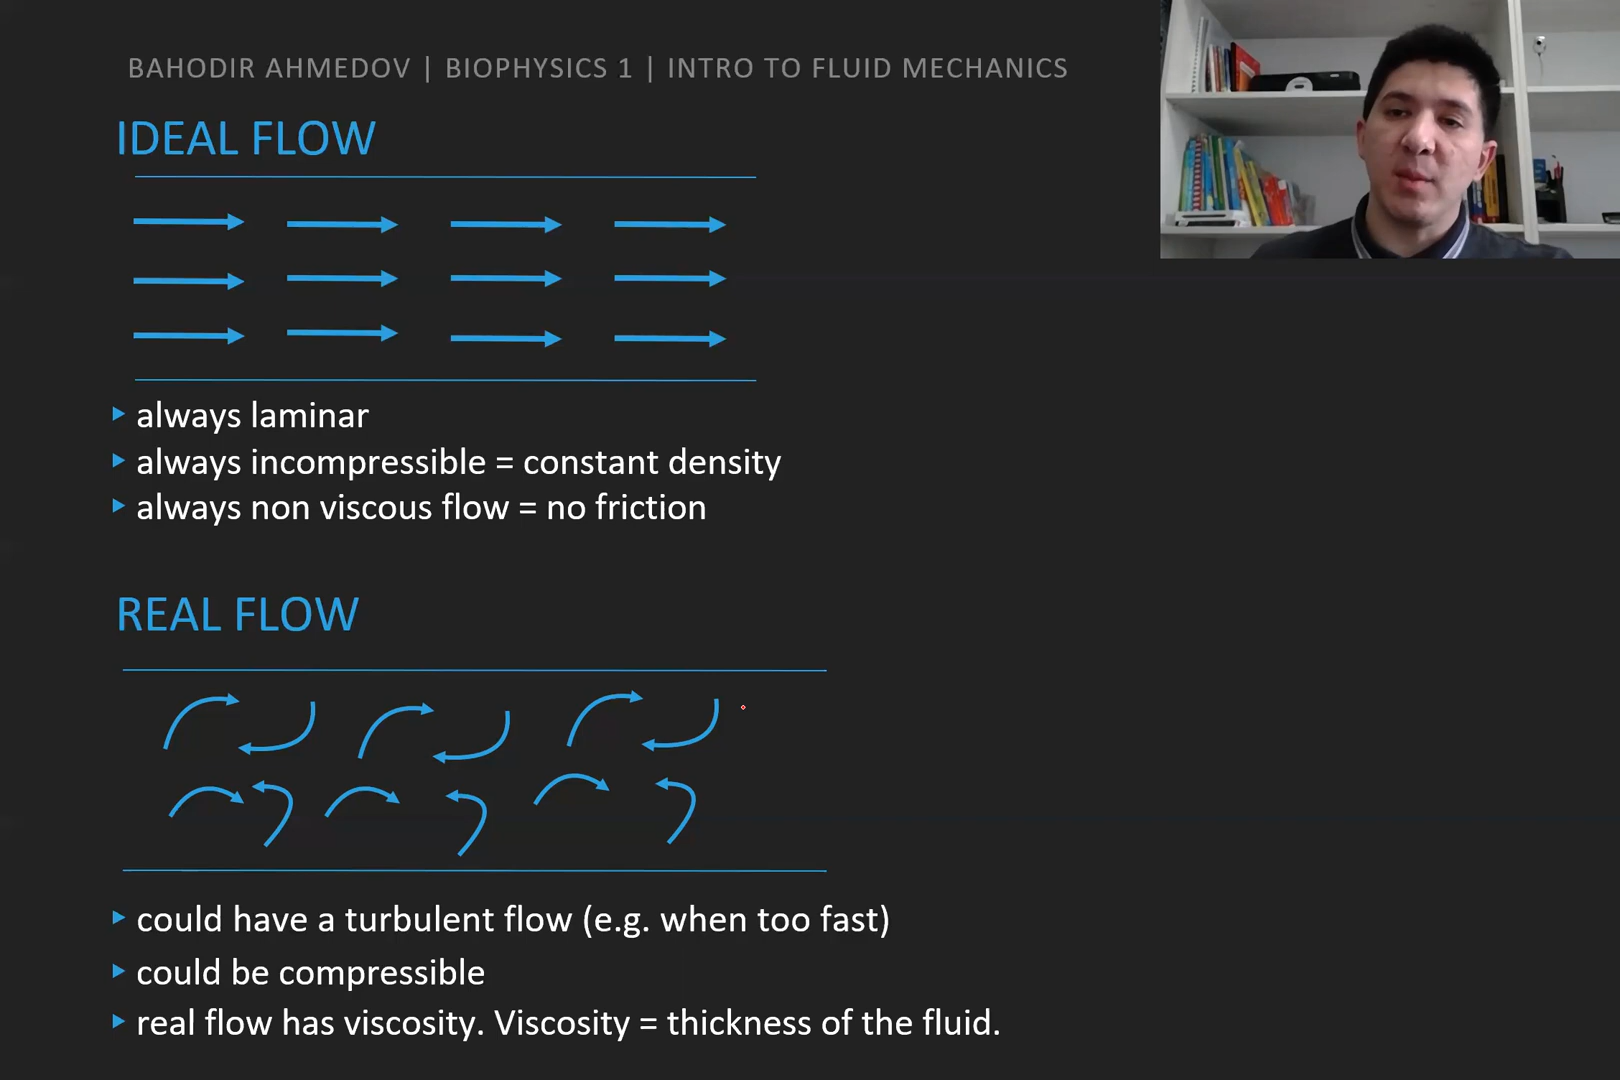 BAHODIR AHMEDOV | BIOPHYSICS 1 | INTRO TO FLUID MECHANICS
IDEAL FLOW
always laminar
always incompressible = constant density
always non viscous flow = no friction
REAL FLOW
could have a turbulent flow (e.g. when too fast)
could be compressible
real flow has viscosity. Viscosity = thickness of the fluid.